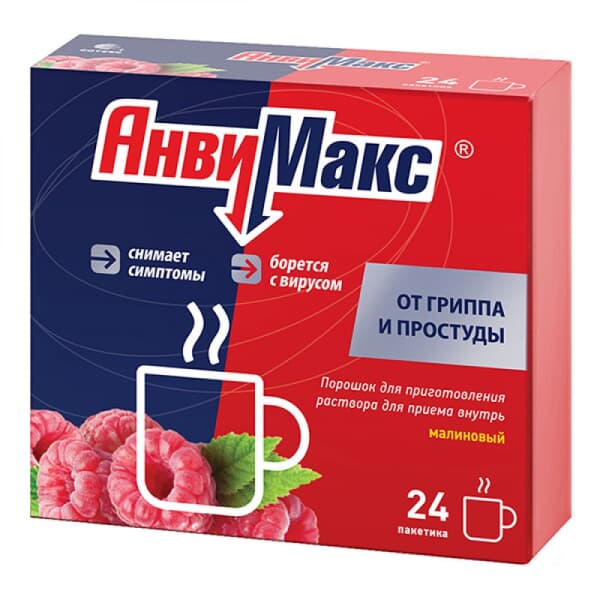 24
пакетика
АнвиМакс®
снимает
симптомы
борется
с вирусом
ОТ ГРИППА
И ПРОСТУДЫ
Порошок для приготовления
раствора для приема внутрь
малиновый
24
пакетика